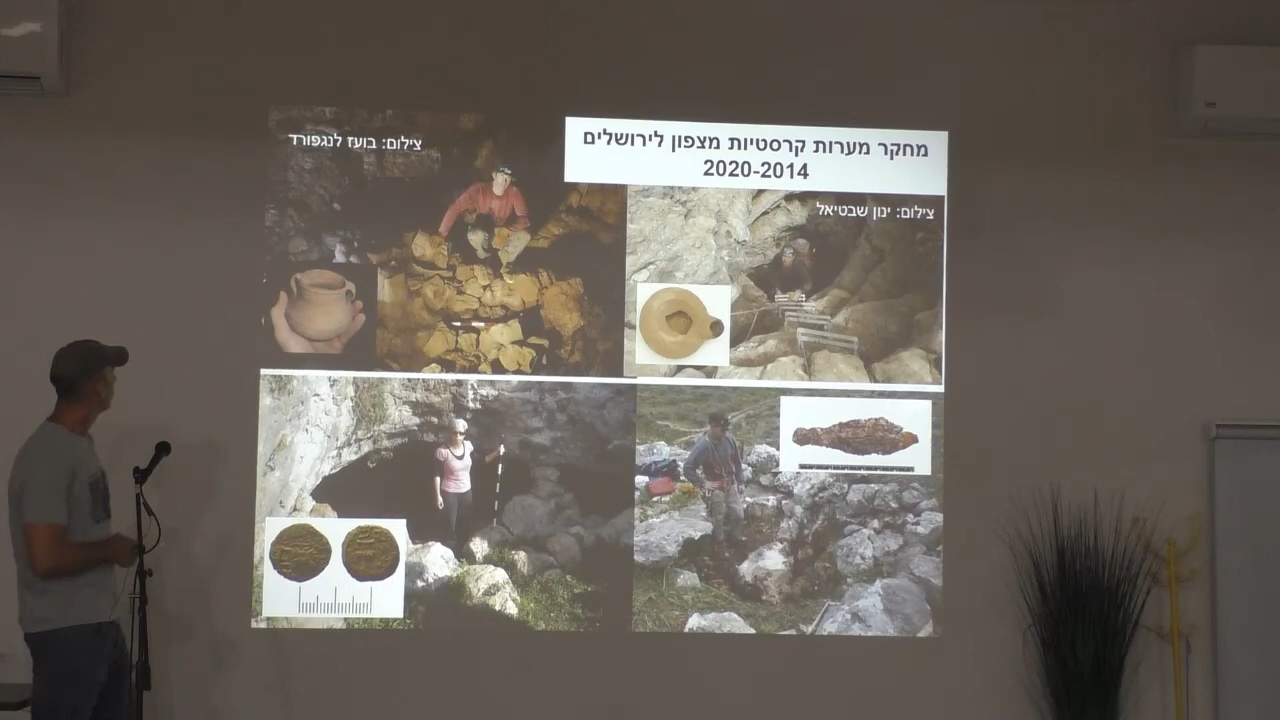 מחקר מערות קרסטיות מצפון לירושלים
2020-2014
צילום: בועז לנגפורד
צילום: ינון שבטיאל